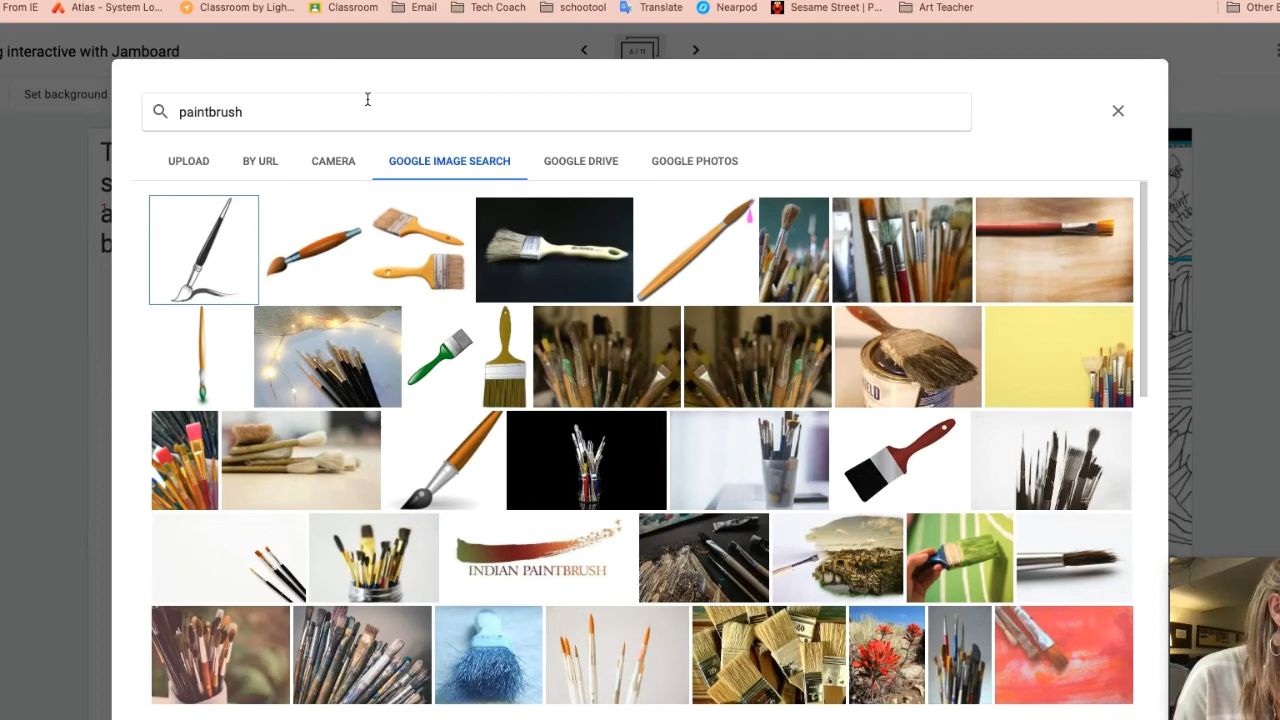 From IE Atlas - System Lo... Classroom by Ligh... Classroom Email Tech Coach schootool Translate Nearpod Sesame Street | P... Art Teacher Other
g interactive with Jamboard
6 / 11
Set background
paintbrush
UPLOAD BY URL CAMERA GOOGLE IMAGE SEARCH GOOGLE DRIVE GOOGLE PHOTOS
INDIAN PAINTBRUSH